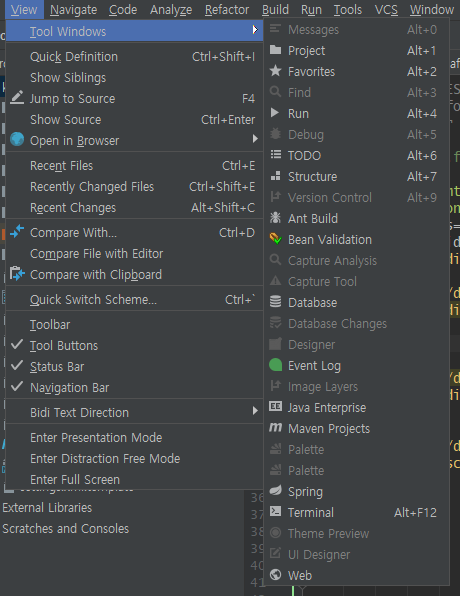 View Navigate Code Analyze Refactor Build Run Tools VCS Window
Tool Windows
Quick Definition Ctrl+Shift+I
Show Siblings
Jump to Source F4
Show Source Ctrl+Enter
Open in Browser
Recent Files Ctrl+E
Recently Changed Files Ctrl+Shift+E
Recent Changes Alt+Shift+C
Compare With... Ctrl+D
Compare File with Editor
Compare with Clipboard
Quick Switch Scheme... Ctrl+`
Toolbar
Tool Buttons
Status Bar
Navigation Bar
Bidi Text Direction
Enter Presentation Mode
Enter Distraction Free Mode
Enter Full Screen
External Libraries
Scratches and Consoles
Messages Alt+0
Project Alt+1
Favorites Alt+2
Find Alt+3
Run Alt+4
Debug Alt+5
TODO Alt+6
Structure Alt+7
Version Control Alt+9
Ant Build
Bean Validation
Capture Analysis
Capture Tool
Database
Database Changes
Designer
Event Log
Image Layers
Java Enterprise
Maven Projects
Palette
Palette
Spring
Terminal Alt+F12
Theme Preview
UI Designer
Web